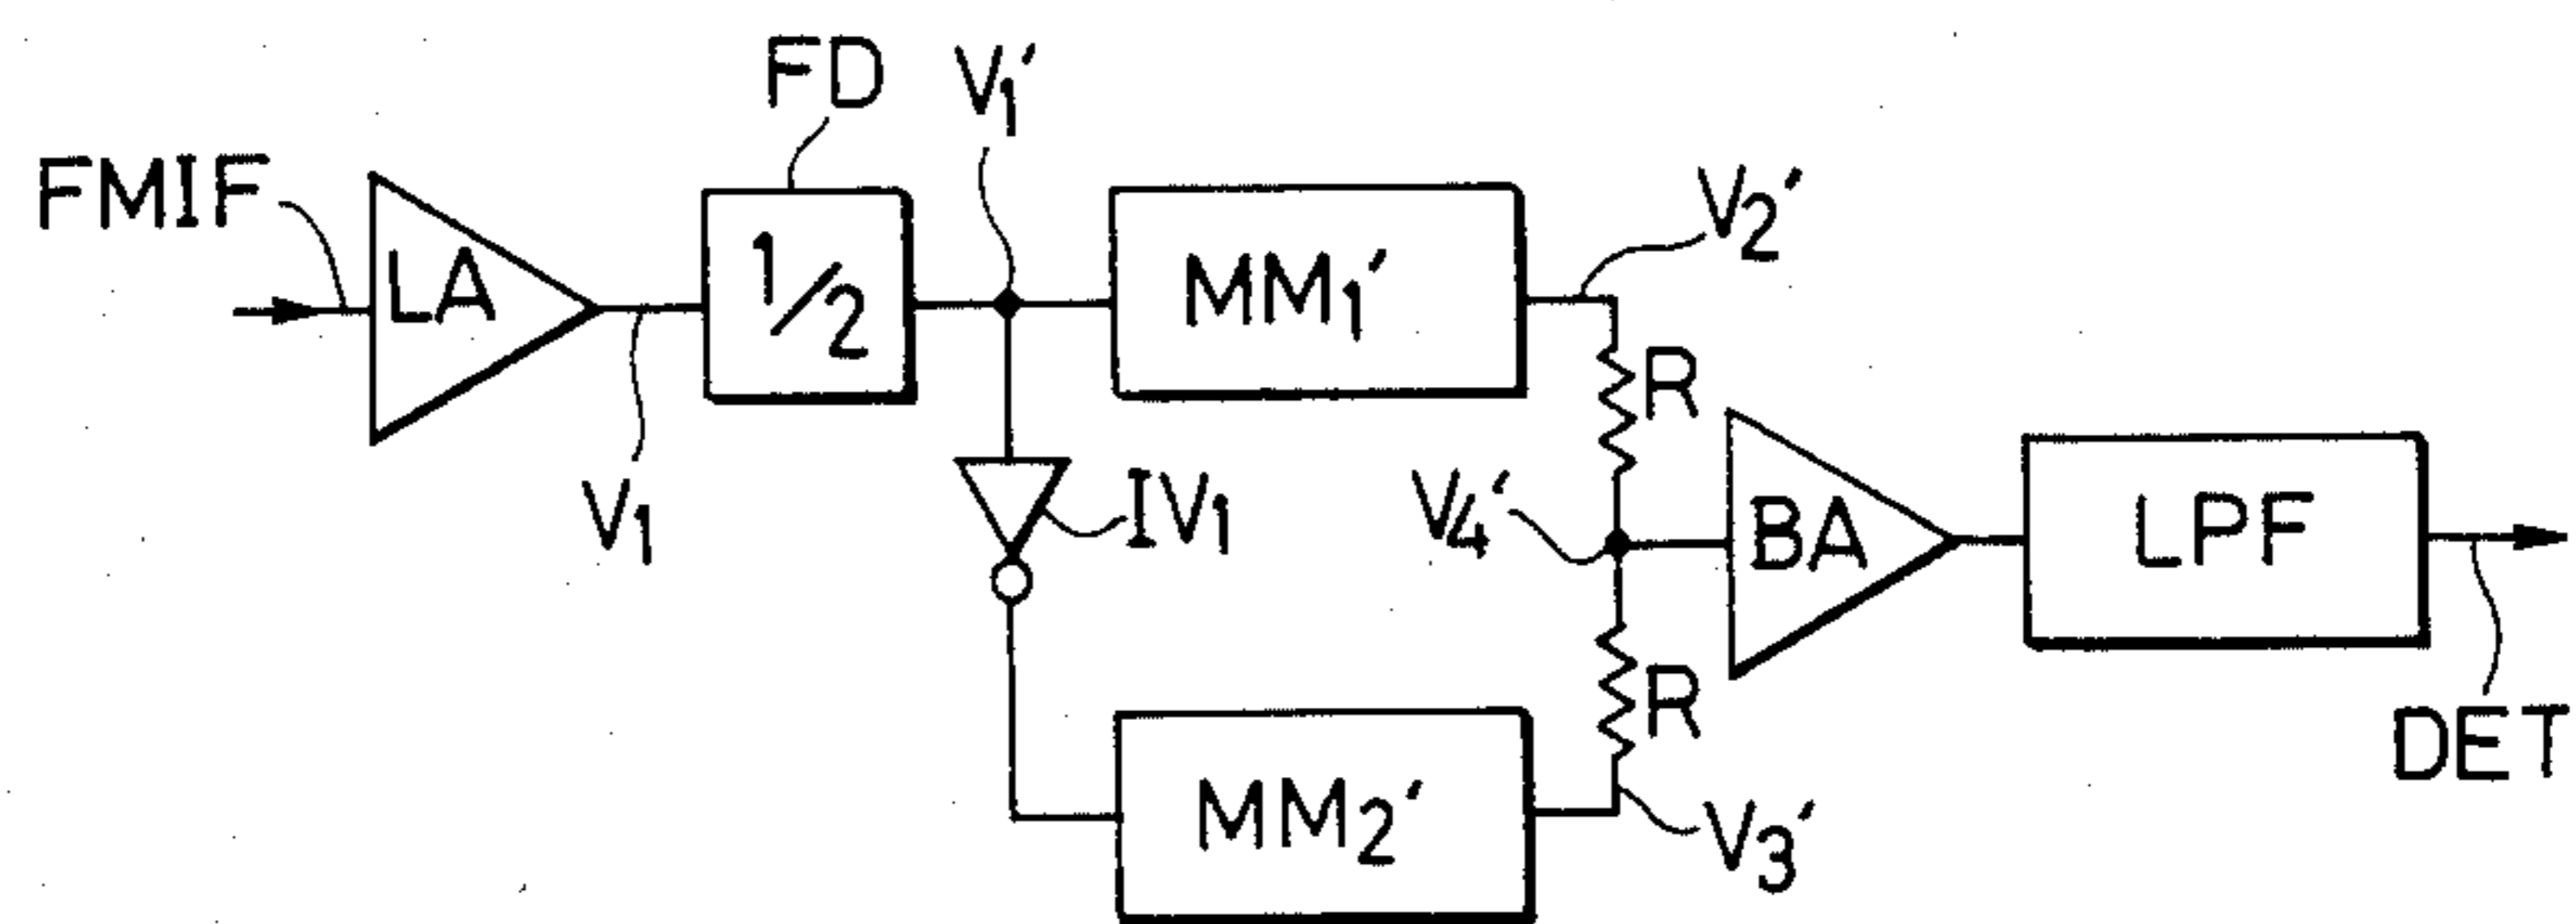 FD
V₁'
FMIF
LA
1/2
MM₁'
V₂'
R
V₁
IV₁
V₄'
BA
LPF
R
MM₂'
V₃'
DET